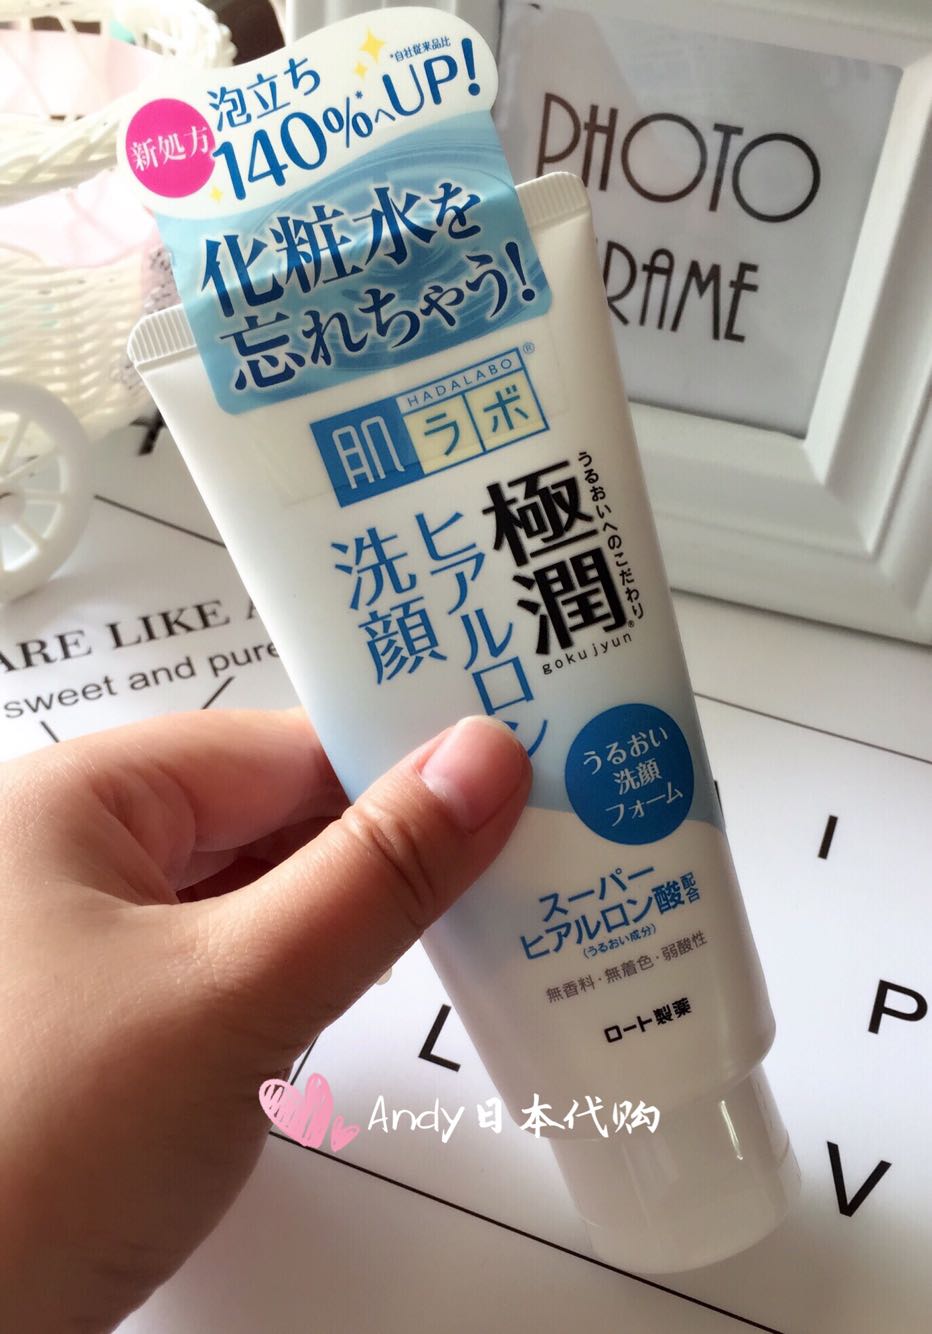 新処方
泡立ち
140%*へUP!
*自社従来品比
化粧水を
忘れちゃう!
HADALABO®
肌ラボ
うるおいへのこだわり®
極潤
gokujyun
ヒアルロン
洗顔
うるおい
洗顔
フォーム
スーパー
ヒアルロン酸配合
(うるおい成分)
無香料・無着色・弱酸性
ロート製薬
Andy日本代购
PHOTO
RAME
ARE LIKE A
sweet and pure
I
L
P
V